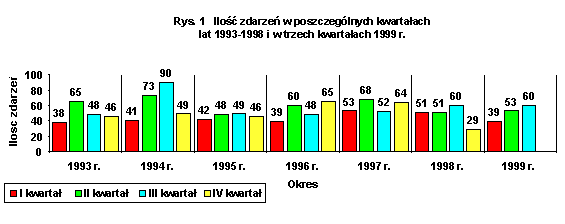 Rys. 1 Ilość zdarzeń w poszczególnych kwartałach
lat 1993-1998 i w trzech kwartałach 1999 r.
Ilosc zdarzeń
100
80
60
40
20
0
38 65 48 46
41 73 90 49
42 48 49 46
39 60 48 65
53 68 52 64
51 51 60 29
39 53 60
1993 r. 1994 r. 1995 r. 1996 r. 1997 r. 1998 r. 1999 r.
Okres
I kwartał II kwartał III kwartał IV kwartał